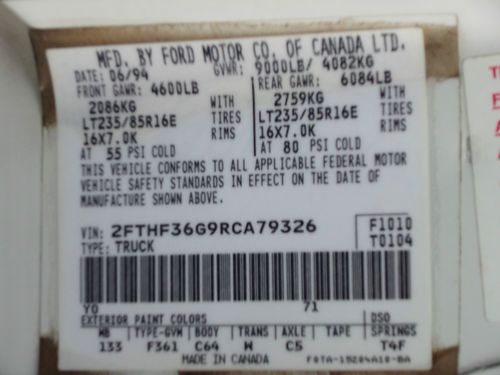 MFD. BY FORD MOTOR CO. OF CANADA LTD.
DATE: 06/94 GVWR: 9000LB/ 4082KG
FRONT GAWR: 4600LB REAR GAWR: 6084LB
2086KG WITH 2759KG WITH
LT235/85R16E TIRES LT235/85R16E TIRES
16X7.0K RIMS 16X7.0K RIMS
AT 55 PSI COLD AT 80 PSI COLD
THIS VEHICLE CONFORMS TO ALL APPLICABLE FEDERAL MOTOR
VEHICLE SAFETY STANDARDS IN EFFECT ON THE DATE OF
MANUFACTURE SHOWN ABOVE.
VIN: 2FTHF36G9RCA79326 F1010
TYPE: TRUCK T0104
YO 71
EXTERIOR PAINT COLORS DSO
WB TYPE-GVM BODY TRANS AXLE TAPE SPRINGS
133 F361 C64 W C5 T4F
MADE IN CANADA F0TA-15204A10-BA